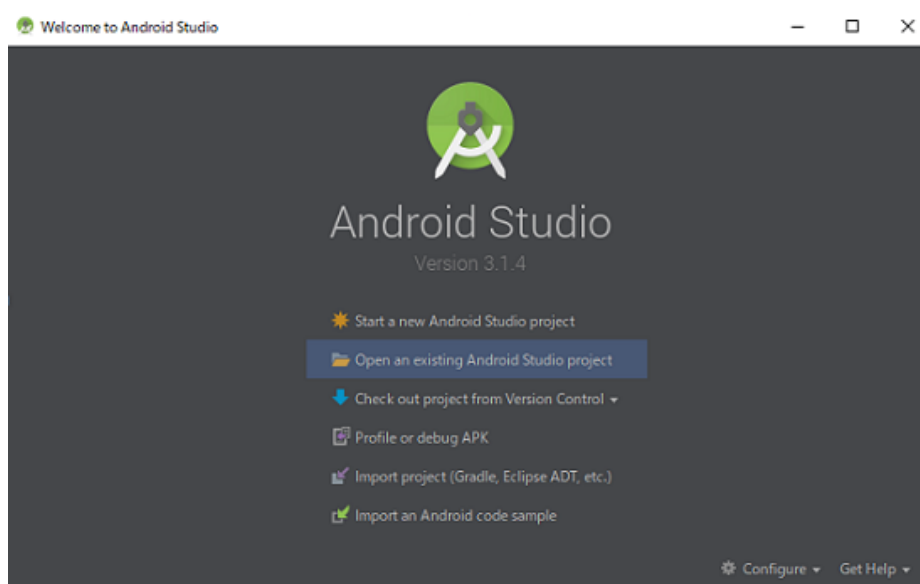 Welcome to Android Studio
Android Studio
Version 3.1.4
Start a new Android Studio project
Open an existing Android Studio project
Check out project from Version Control
Profile or debug APK
Import project (Gradle, Eclipse ADT, etc.)
Import an Android code sample
Configure Get Help